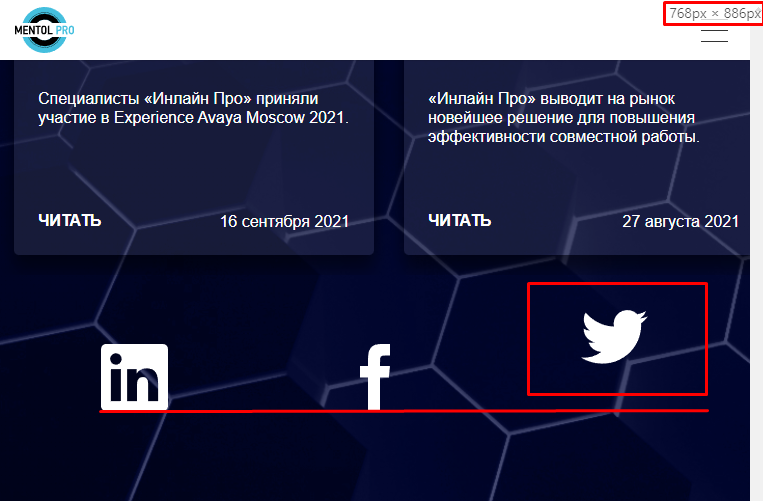 768px × 886px
MENTOL PRO
Специалисты «Инлайн Про» приняли
участие в Experience Avaya Moscow 2021.
ЧИТАТЬ
16 сентября 2021
«Инлайн Про» выводит на рынок
новейшее решение для повышения
эффективности совместной работы.
ЧИТАТЬ
27 августа 2021
in
f